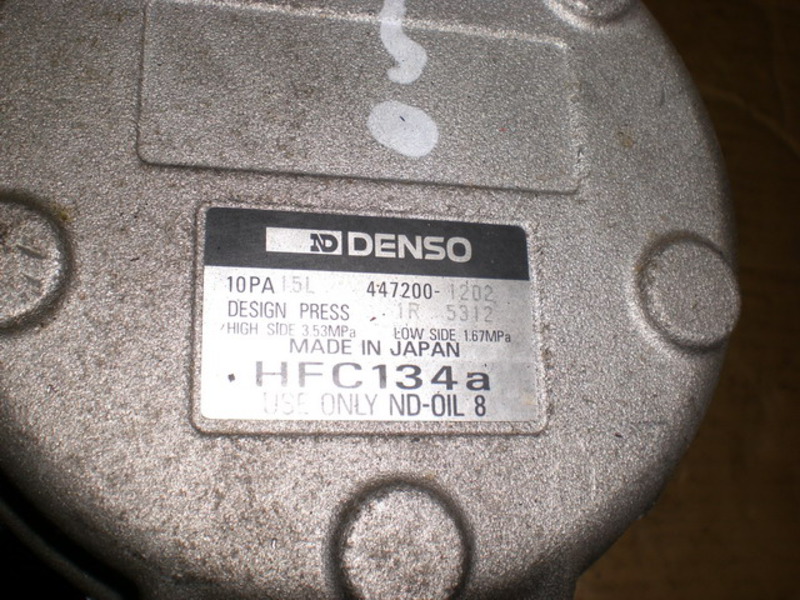 ND DENSO
10PA15L 447200-1202
DESIGN PRESS 1R 5312
/HIGH SIDE 3.53MPa LOW SIDE 1.67MPa
MADE IN JAPAN
HFC134a
USE ONLY ND-OIL 8